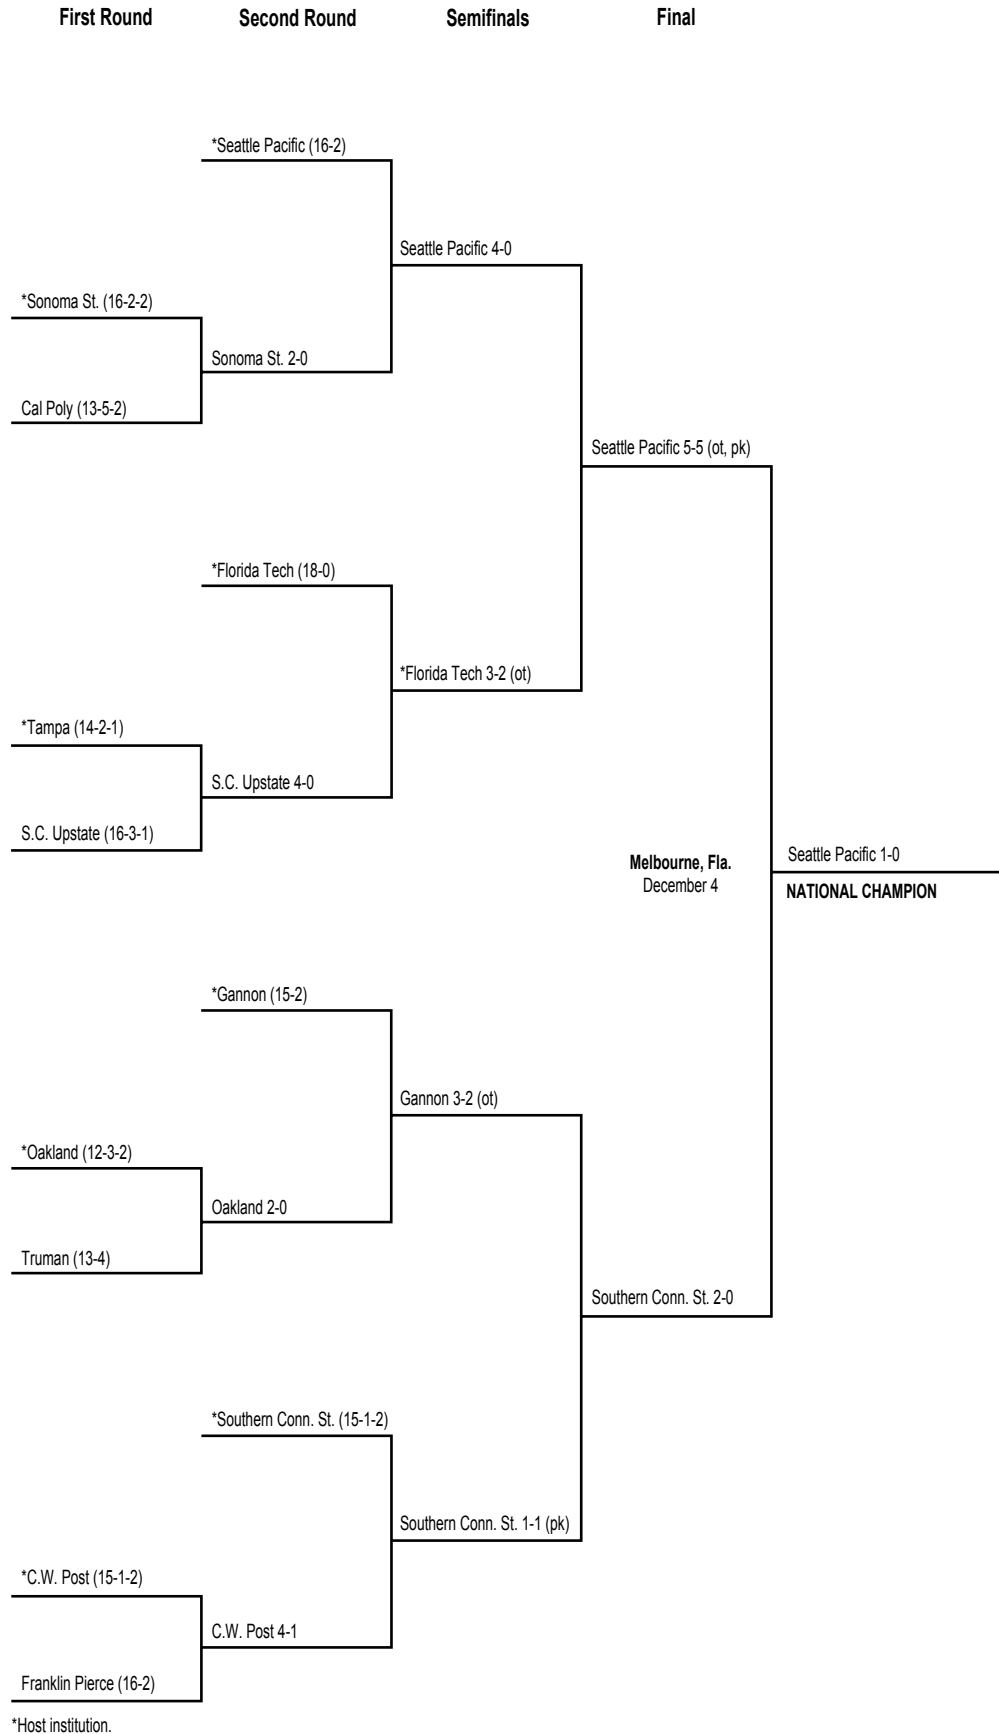 First Round
Second Round
Semifinals
Final
*Seattle Pacific (16-2)
Seattle Pacific 4-0
*Sonoma St. (16-2-2)
Sonoma St. 2-0
Cal Poly (13-5-2)
Seattle Pacific 5-5 (ot, pk)
*Florida Tech (18-0)
*Florida Tech 3-2 (ot)
*Tampa (14-2-1)
S.C. Upstate 4-0
S.C. Upstate (16-3-1)
Melbourne, Fla.
December 4
Seattle Pacific 1-0
NATIONAL CHAMPION
*Gannon (15-2)
Gannon 3-2 (ot)
*Oakland (12-3-2)
Oakland 2-0
Truman (13-4)
Southern Conn. St. 2-0
*Southern Conn. St. (15-1-2)
Southern Conn. St. 1-1 (pk)
*C.W. Post (15-1-2)
C.W. Post 4-1
Franklin Pierce (16-2)
*Host institution.